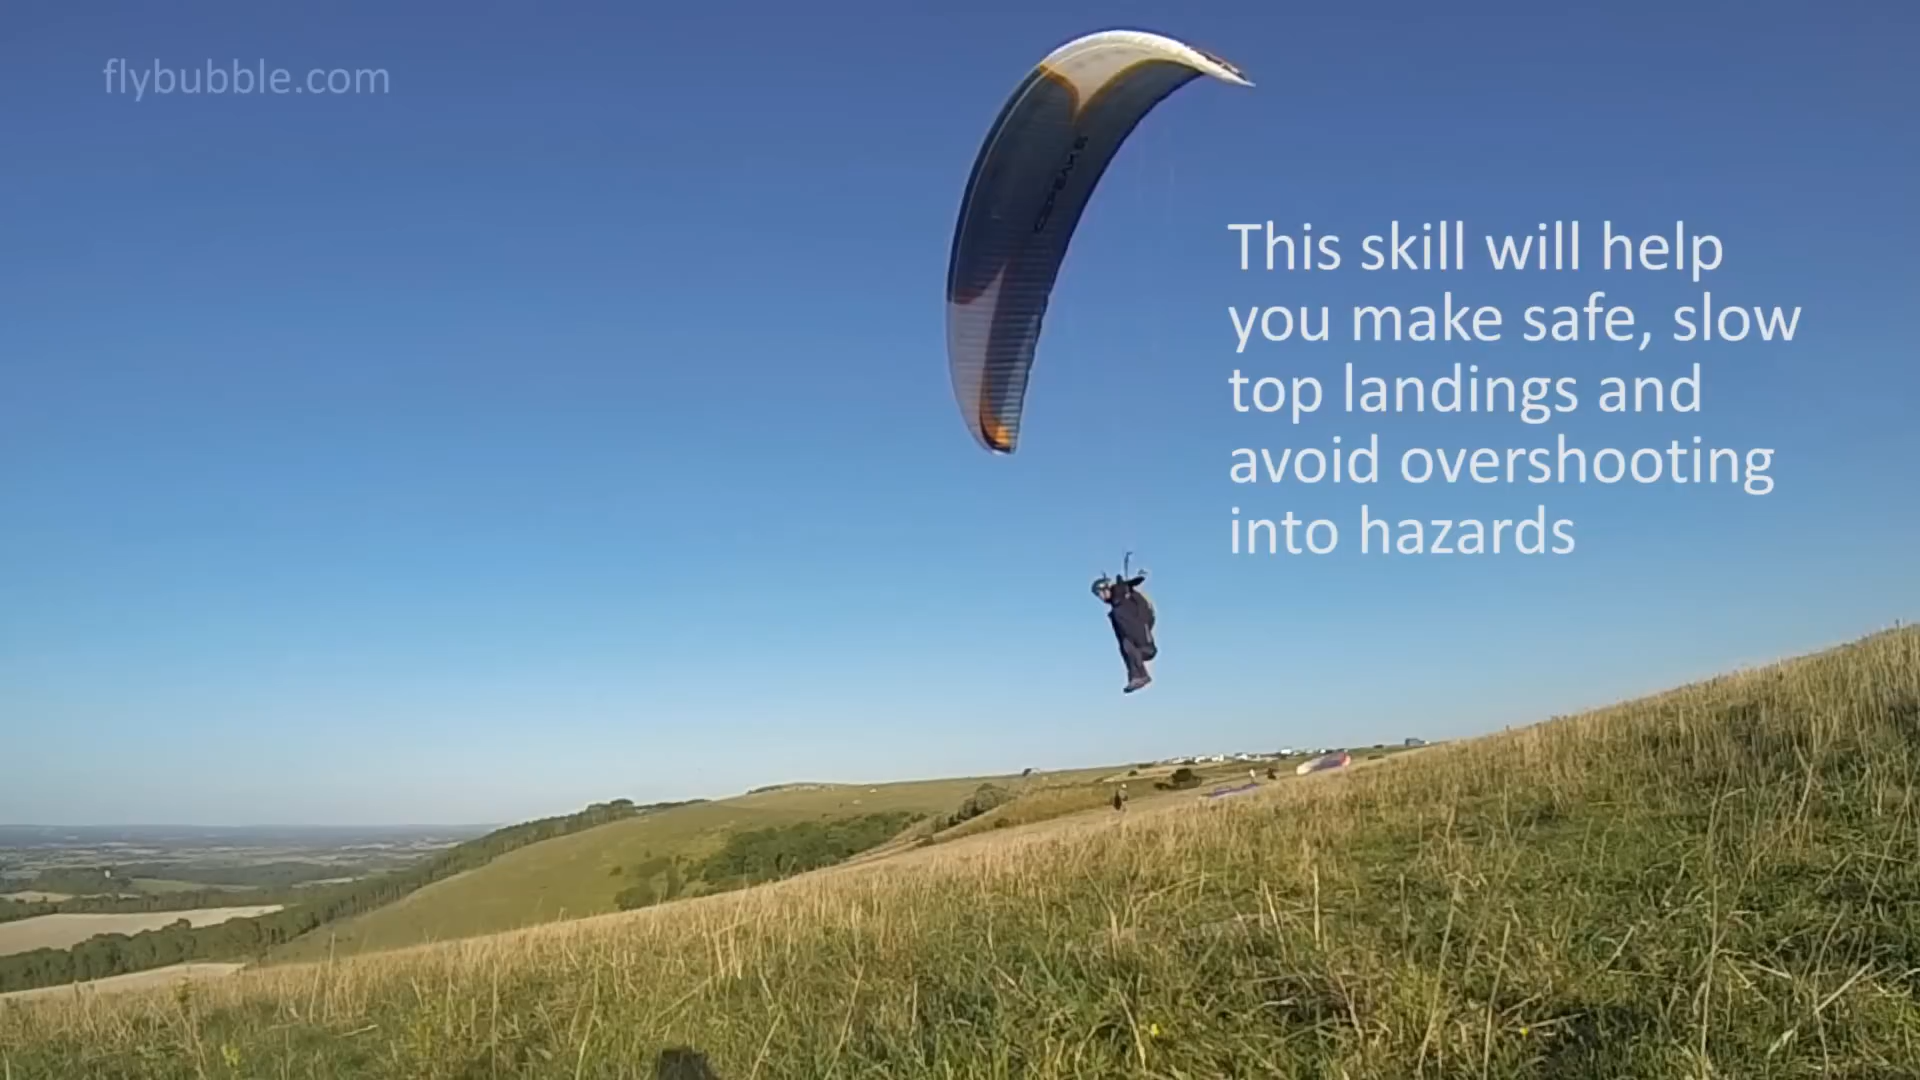 flybubble.com
This skill will help
you make safe, slow
top landings and
avoid overshooting
into hazards